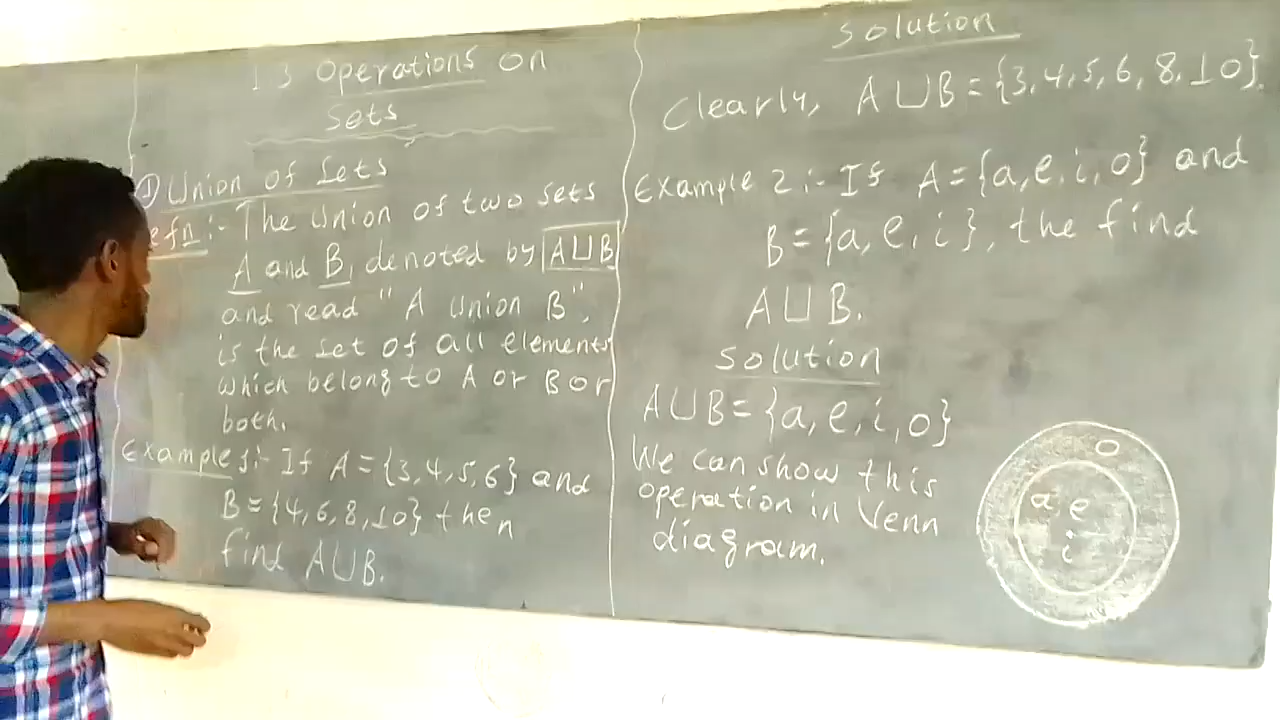 1.3 Operations on
Sets
① Union of Sets
efn:- The Union of two sets
A and B, denoted by A∪B
and read "A Union B",
is the set of all elements
which belong to A or B or
both.
Example 1:- If A={3,4,5,6} and
B={4,6,8,10} then
find A∪B.
Solution
Clearly, A∪B={3,4,5,6,8,10}.
Example 2:- If A={a,e,i,o} and
B={a,e,i}, the find
A∪B.
Solution
A∪B={a,e,i,o}
We can show this
operation in Venn
diagram.
o
a e
i